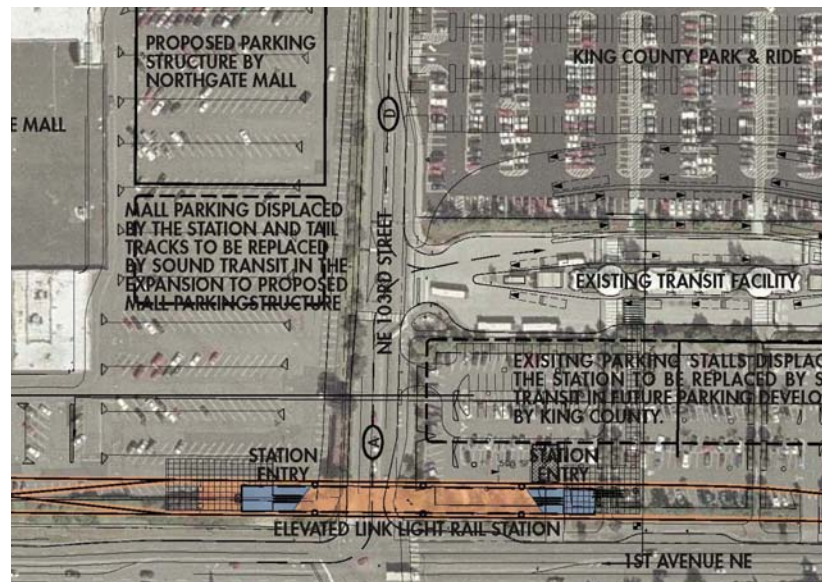 PROPOSED PARKING
STRUCTURE BY
NORTHGATE MALL
KING COUNTY PARK & RIDE
D
E MALL
MALL PARKING DISPLACED
BY THE STATION AND TAIL
TRACKS TO BE REPLACED
BY SOUND TRANSIT IN THE
EXPANSION TO PROPOSED
MALL PARKINGSTRUCTURE
NE 103RD STREET
EXISTING TRANSIT FACILITY
EXISITNG PARKING STALLS DISPLAC
THE STATION TO BE REPLACED BY S
TRANSIT IN FUTURE PARKING DEVELO
BY KING COUNTY.
A
STATION
ENTRY
STATION
ENTRY
ELEVATED LINK LIGHT RAIL STATION
1ST AVENUE NE